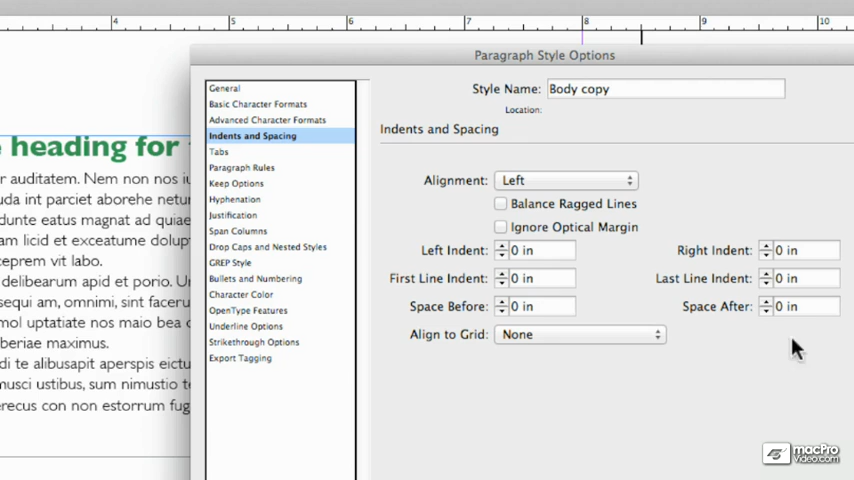 4 5 6 7 8 9 10
Paragraph Style Options
General
Basic Character Formats
Advanced Character Formats
Indents and Spacing
Tabs
Paragraph Rules
Keep Options
Hyphenation
Justification
Span Columns
Drop Caps and Nested Styles
GREP Style
Bullets and Numbering
Character Color
OpenType Features
Underline Options
Strikethrough Options
Export Tagging
Style Name: Body copy
Location:
Indents and Spacing
Alignment: Left
Balance Ragged Lines
Ignore Optical Margin
Left Indent: 0 in Right Indent: 0 in
First Line Indent: 0 in Last Line Indent: 0 in
Space Before: 0 in Space After: 0 in
Align to Grid: None
heading for
r auditatem. Nem non nos iu
uda int parciet aborehe netur
dunte eatus magnat ad quiae
am licid et exceatume dolup
ceprem vit labo.
delibearum apid et porio. U
sequi am, omnimi, sint facerur
mol uptatiate nos maio bea c
beriae maximus.
di te alibusapit aperspis eictu
musci ustibus, sum nimustio te
erecus con non estorrum fug
macPro
Video.com